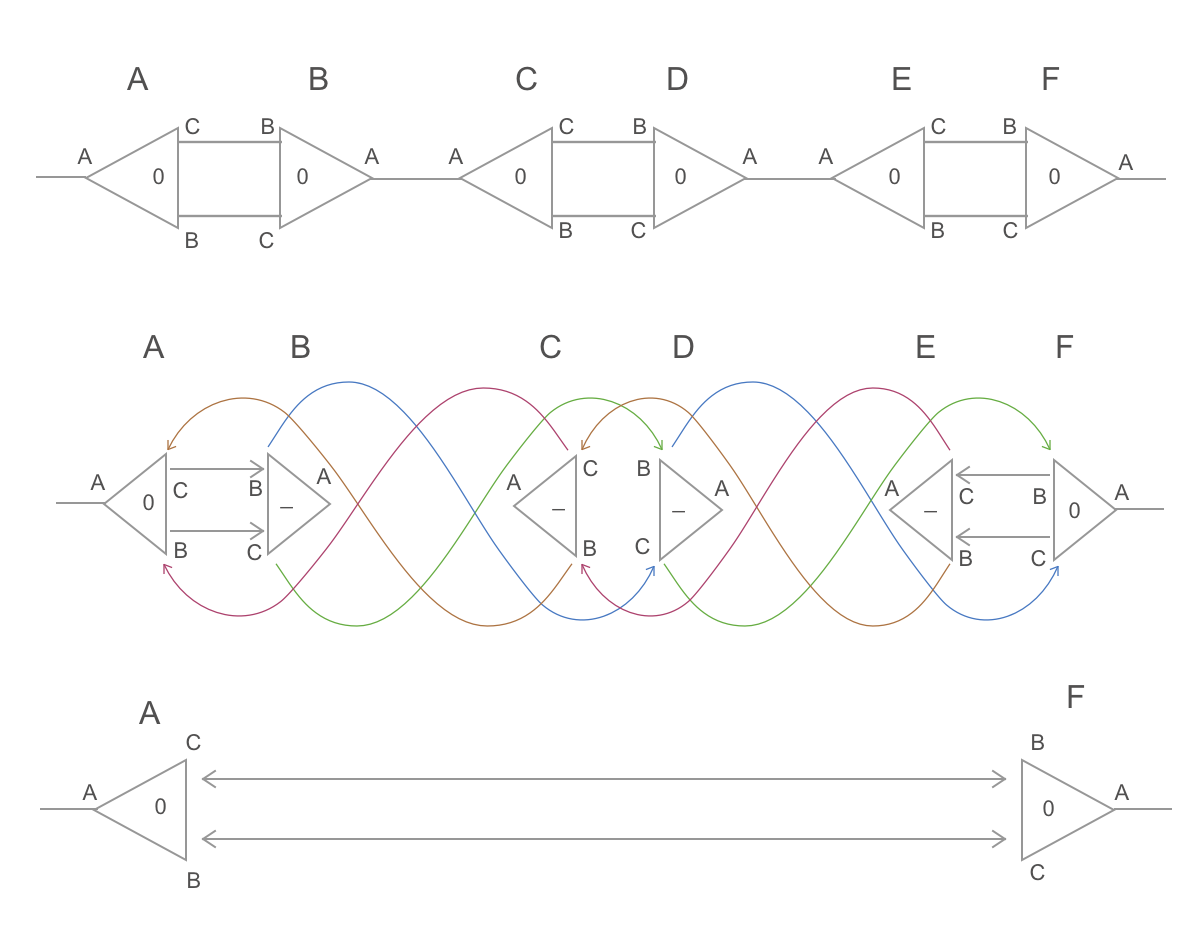 A B C D E F
C B C B C B
A A A A A A
0 0 0 0 0 0
B C B C B C
A B C D E F
C B
A A A A A A
C B C B
0 – – – – 0
B C B C B C
A F
C B
A A
0 0
B C